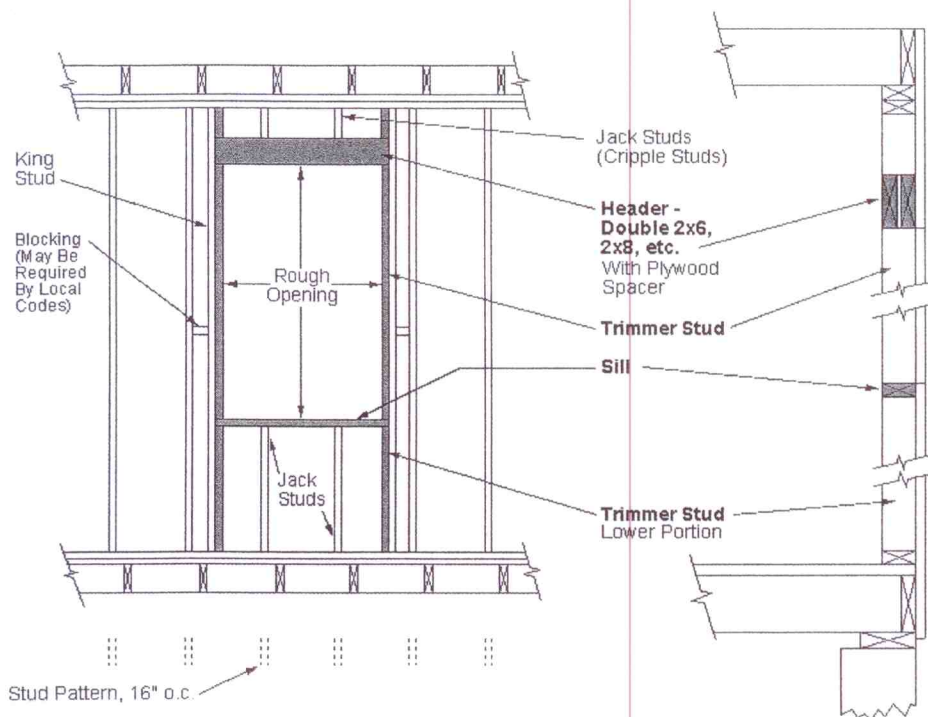 Jack Studs
(Cripple Studs)
King
Stud
Header -
Double 2x6,
2x8, etc.
With Plywood
Spacer
Blocking
(May Be
Required
By Local
Codes)
Rough
Opening
Trimmer Stud
Sill
Jack
Studs
Trimmer Stud
Lower Portion
Stud Pattern, 16" o.c.